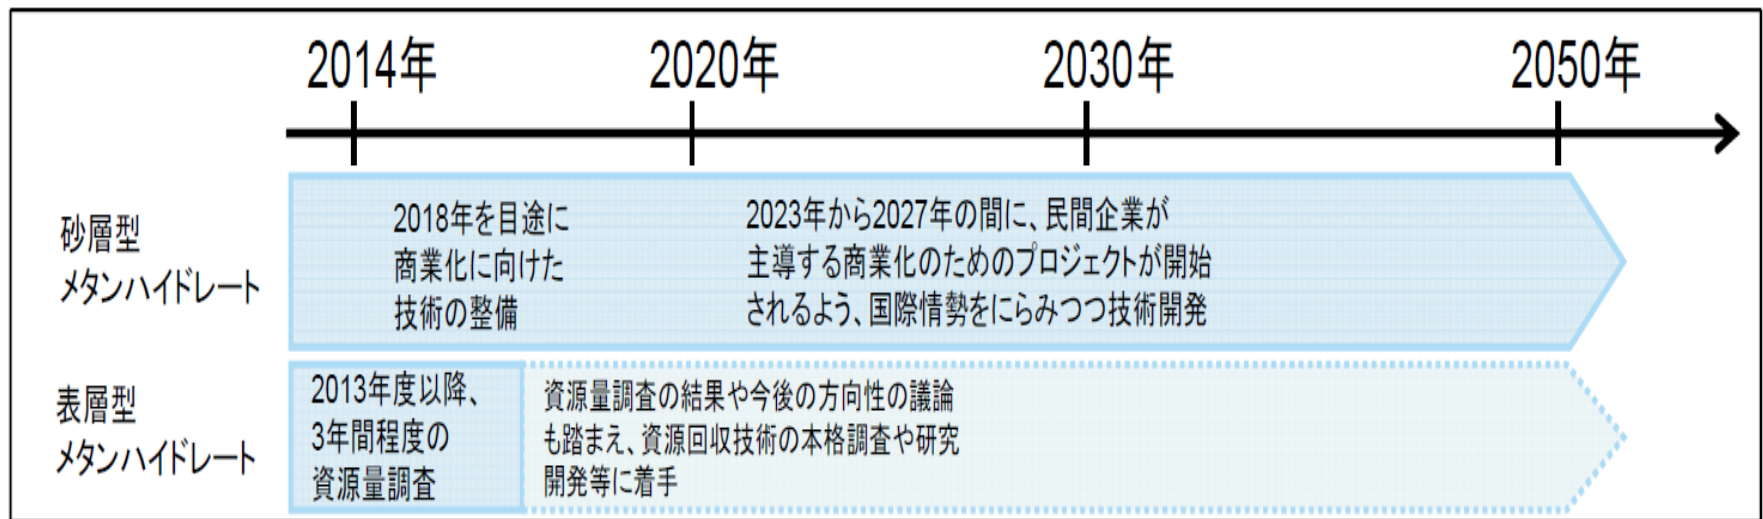 2014年
2020年
2030年
2050年
砂層型
メタンハイドレート
2018年を目途に
商業化に向けた
技術の整備
2023年から2027年の間に、民間企業が
主導する商業化のためのプロジェクトが開始
されるよう、国際情勢をにらみつつ技術開発
表層型
メタンハイドレート
2013年度以降、
3年間程度の
資源量調査
資源量調査の結果や今後の方向性の議論
も踏まえ、資源回収技術の本格調査や研究
開発等に着手